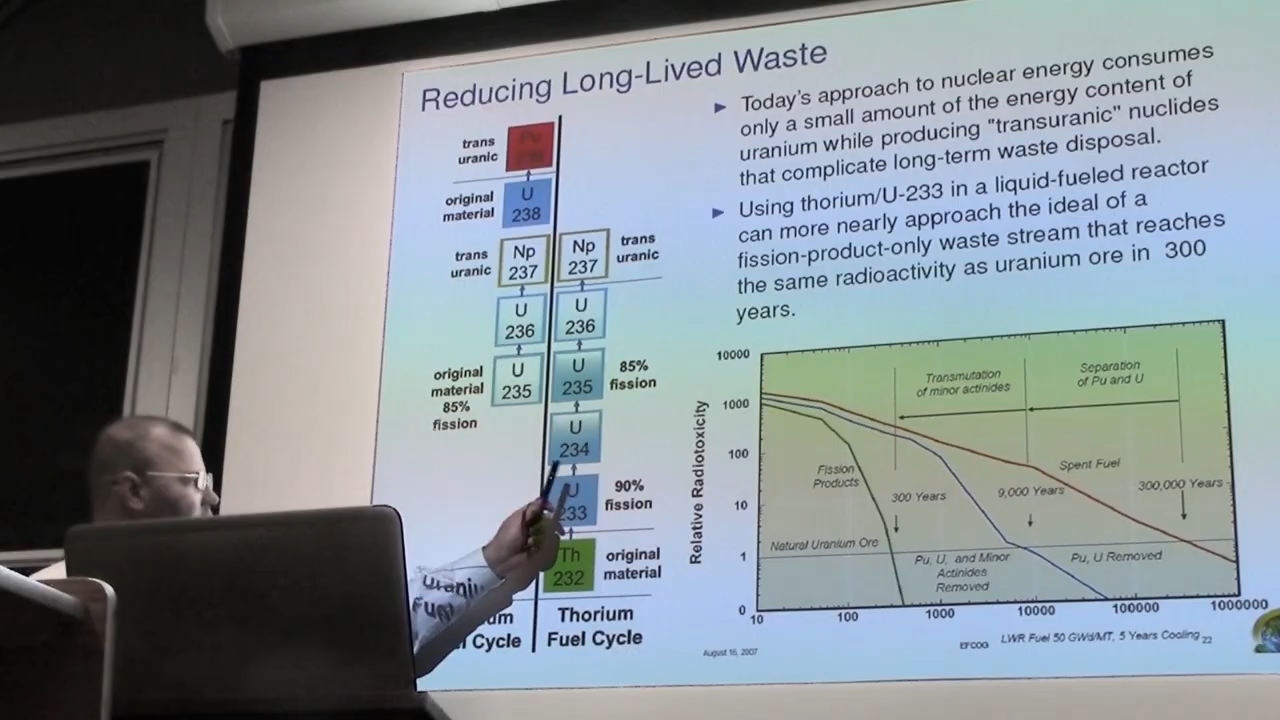 Reducing Long-Lived Waste
► Today's approach to nuclear energy consumes
only a small amount of the energy content of
uranium while producing "transuranic" nuclides
that complicate long-term waste disposal.
► Using thorium/U-233 in a liquid-fueled reactor
can more nearly approach the ideal of a
fission-product-only waste stream that reaches
the same radioactivity as uranium ore in 300
years.
trans
uranic
Pu
original
material
U
238
trans
uranic
Np
237
Np
237
trans
uranic
U
236
U
236
original
material
85%
fission
U
235
U
235
85%
fission
U
234
U
233
90%
fission
Th
232
original
material
Uranium
Fuel
Cycle
Thorium
Fuel Cycle
Relative Radiotoxicity
10000
1000
100
10
1
0
10
100
1000
10000
100000
1000000
Transmutation
of minor actinides
Separation
of Pu and U
Fission
Products
300 Years
9,000 Years
Spent Fuel
300,000 Years
Natural Uranium Ore
Pu, U, and Minor
Actinides
Removed
Pu, U Removed
August 16, 2007
EFCOG
LWR Fuel 50 GWd/MT, 5 Years Cooling
22